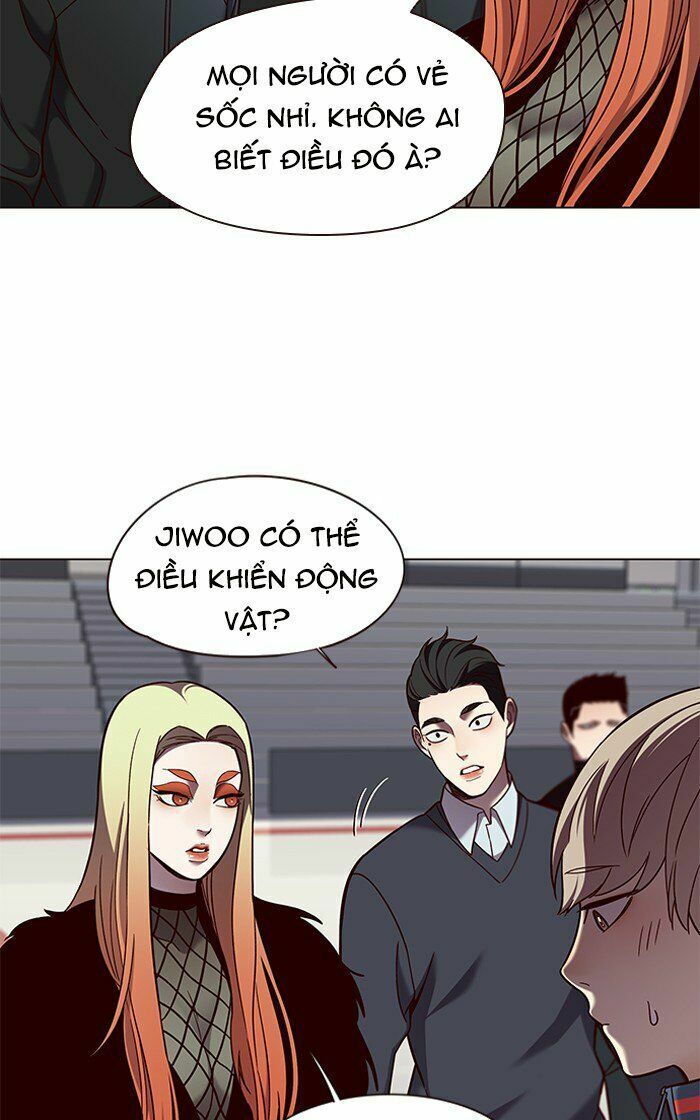 MỌI NGƯỜI CÓ VẺ
SỐC NHỈ. KHÔNG AI
BIẾT ĐIỀU ĐÓ À?
JIWOO CÓ THỂ
ĐIỀU KHIỂN ĐỘNG
VẬT?